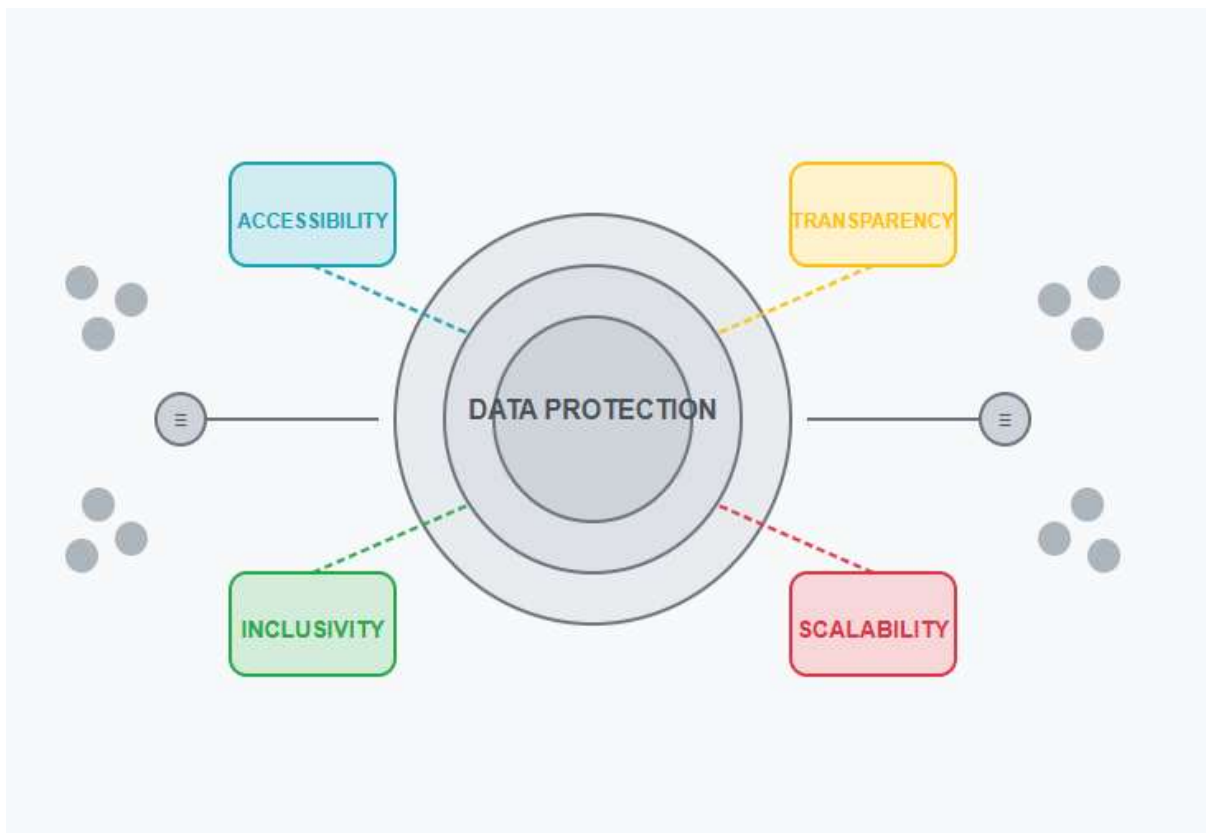 ACCESSIBILITY
TRANSPARENCY
DATA PROTECTION
☰
☰
INCLUSIVITY
SCALABILITY